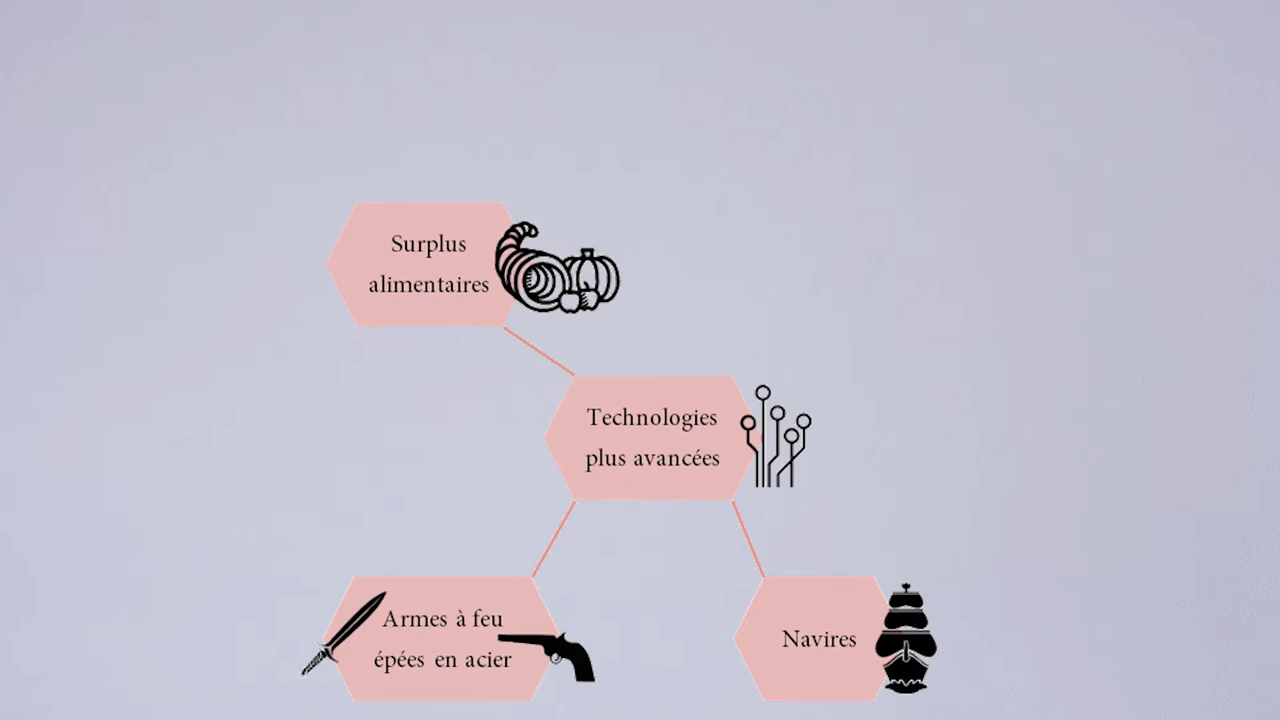 Surplus
alimentaires
Technologies
plus avancées
Armes à feu
épées en acier
Navires